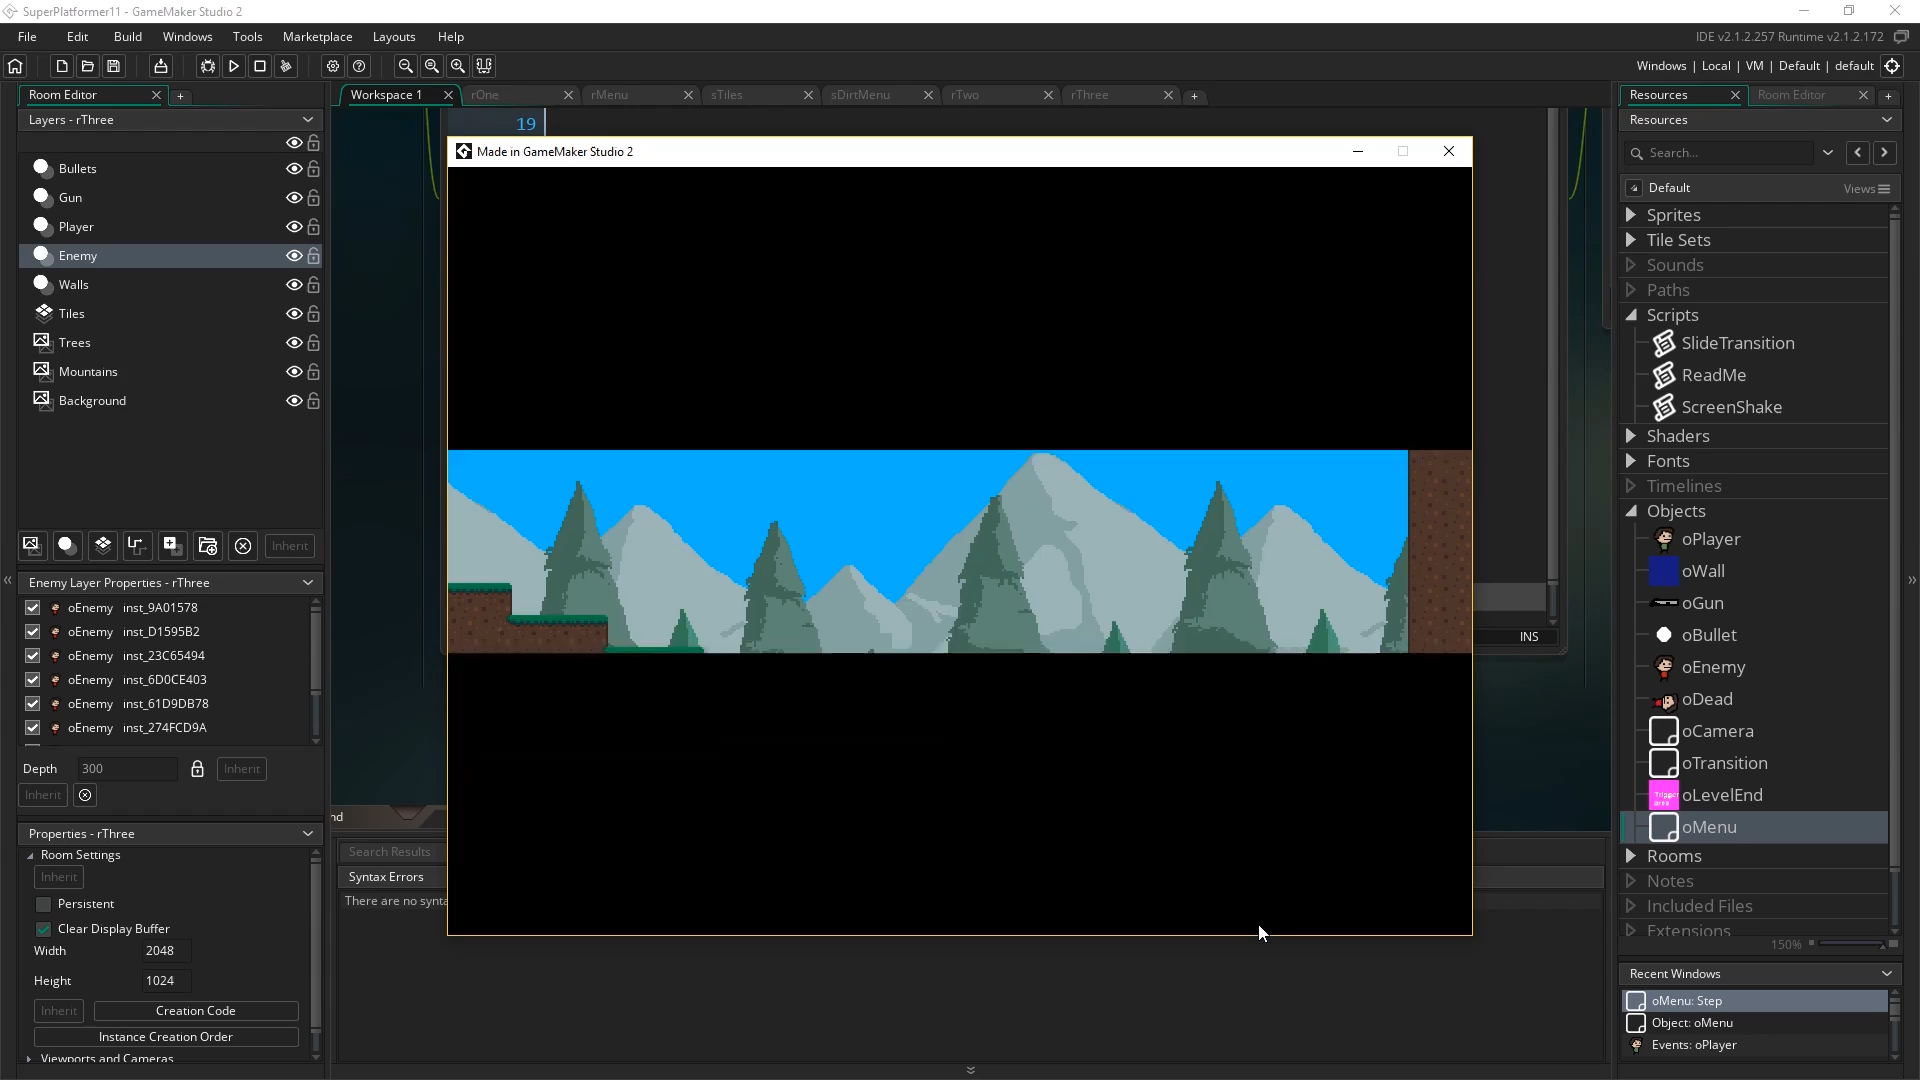 SuperPlatformer11 - GameMaker Studio 2
File Edit Build Windows Tools Marketplace Layouts Help
IDE v2.1.2.257 Runtime v2.1.2.172
Windows | Local | VM | Default | default
Room Editor
Workspace 1
rOne
rMenu
sTiles
sDirtMenu
rTwo
rThree
Resources
Room Editor
Layers - rThree
Resources
19
Made in GameMaker Studio 2
Search...
Bullets
Default
Views
Gun
Sprites
Player
Tile Sets
Enemy
Sounds
Walls
Paths
Tiles
Scripts
Trees
SlideTransition
Mountains
ReadMe
Background
ScreenShake
Shaders
Fonts
Timelines
Objects
oPlayer
Inherit
oWall
Enemy Layer Properties - rThree
oEnemy inst_9A01578
oGun
oEnemy inst_D1595B2
oBullet
INS
oEnemy inst_23C65494
oEnemy
oEnemy inst_6D0CE403
oDead
oEnemy inst_61D9DB78
oEnemy inst_274FCD9A
oCamera
Depth 300 Inherit
oTransition
Inherit
oLevelEnd
nd
oMenu
Properties - rThree
Search Results
Room Settings
Rooms
Inherit
Syntax Errors
Notes
Persistent
There are no synta
Included Files
Clear Display Buffer
Extensions
Width 2048
150%
Height 1024
Recent Windows
oMenu: Step
Inherit Creation Code
Object: oMenu
Instance Creation Order
Events: oPlayer
Viewports and Cameras